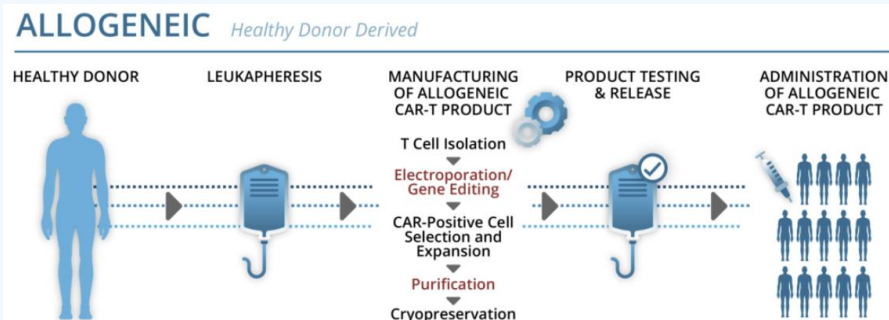 ALLOGENEIC Healthy Donor Derived
HEALTHY DONOR
LEUKAPHERESIS
MANUFACTURING
OF ALLOGENEIC
CAR-T PRODUCT
T Cell Isolation
Electroporation/
Gene Editing
CAR-Positive Cell
Selection and
Expansion
Purification
Cryopreservation
PRODUCT TESTING
& RELEASE
ADMINISTRATION
OF ALLOGENEIC
CAR-T PRODUCT